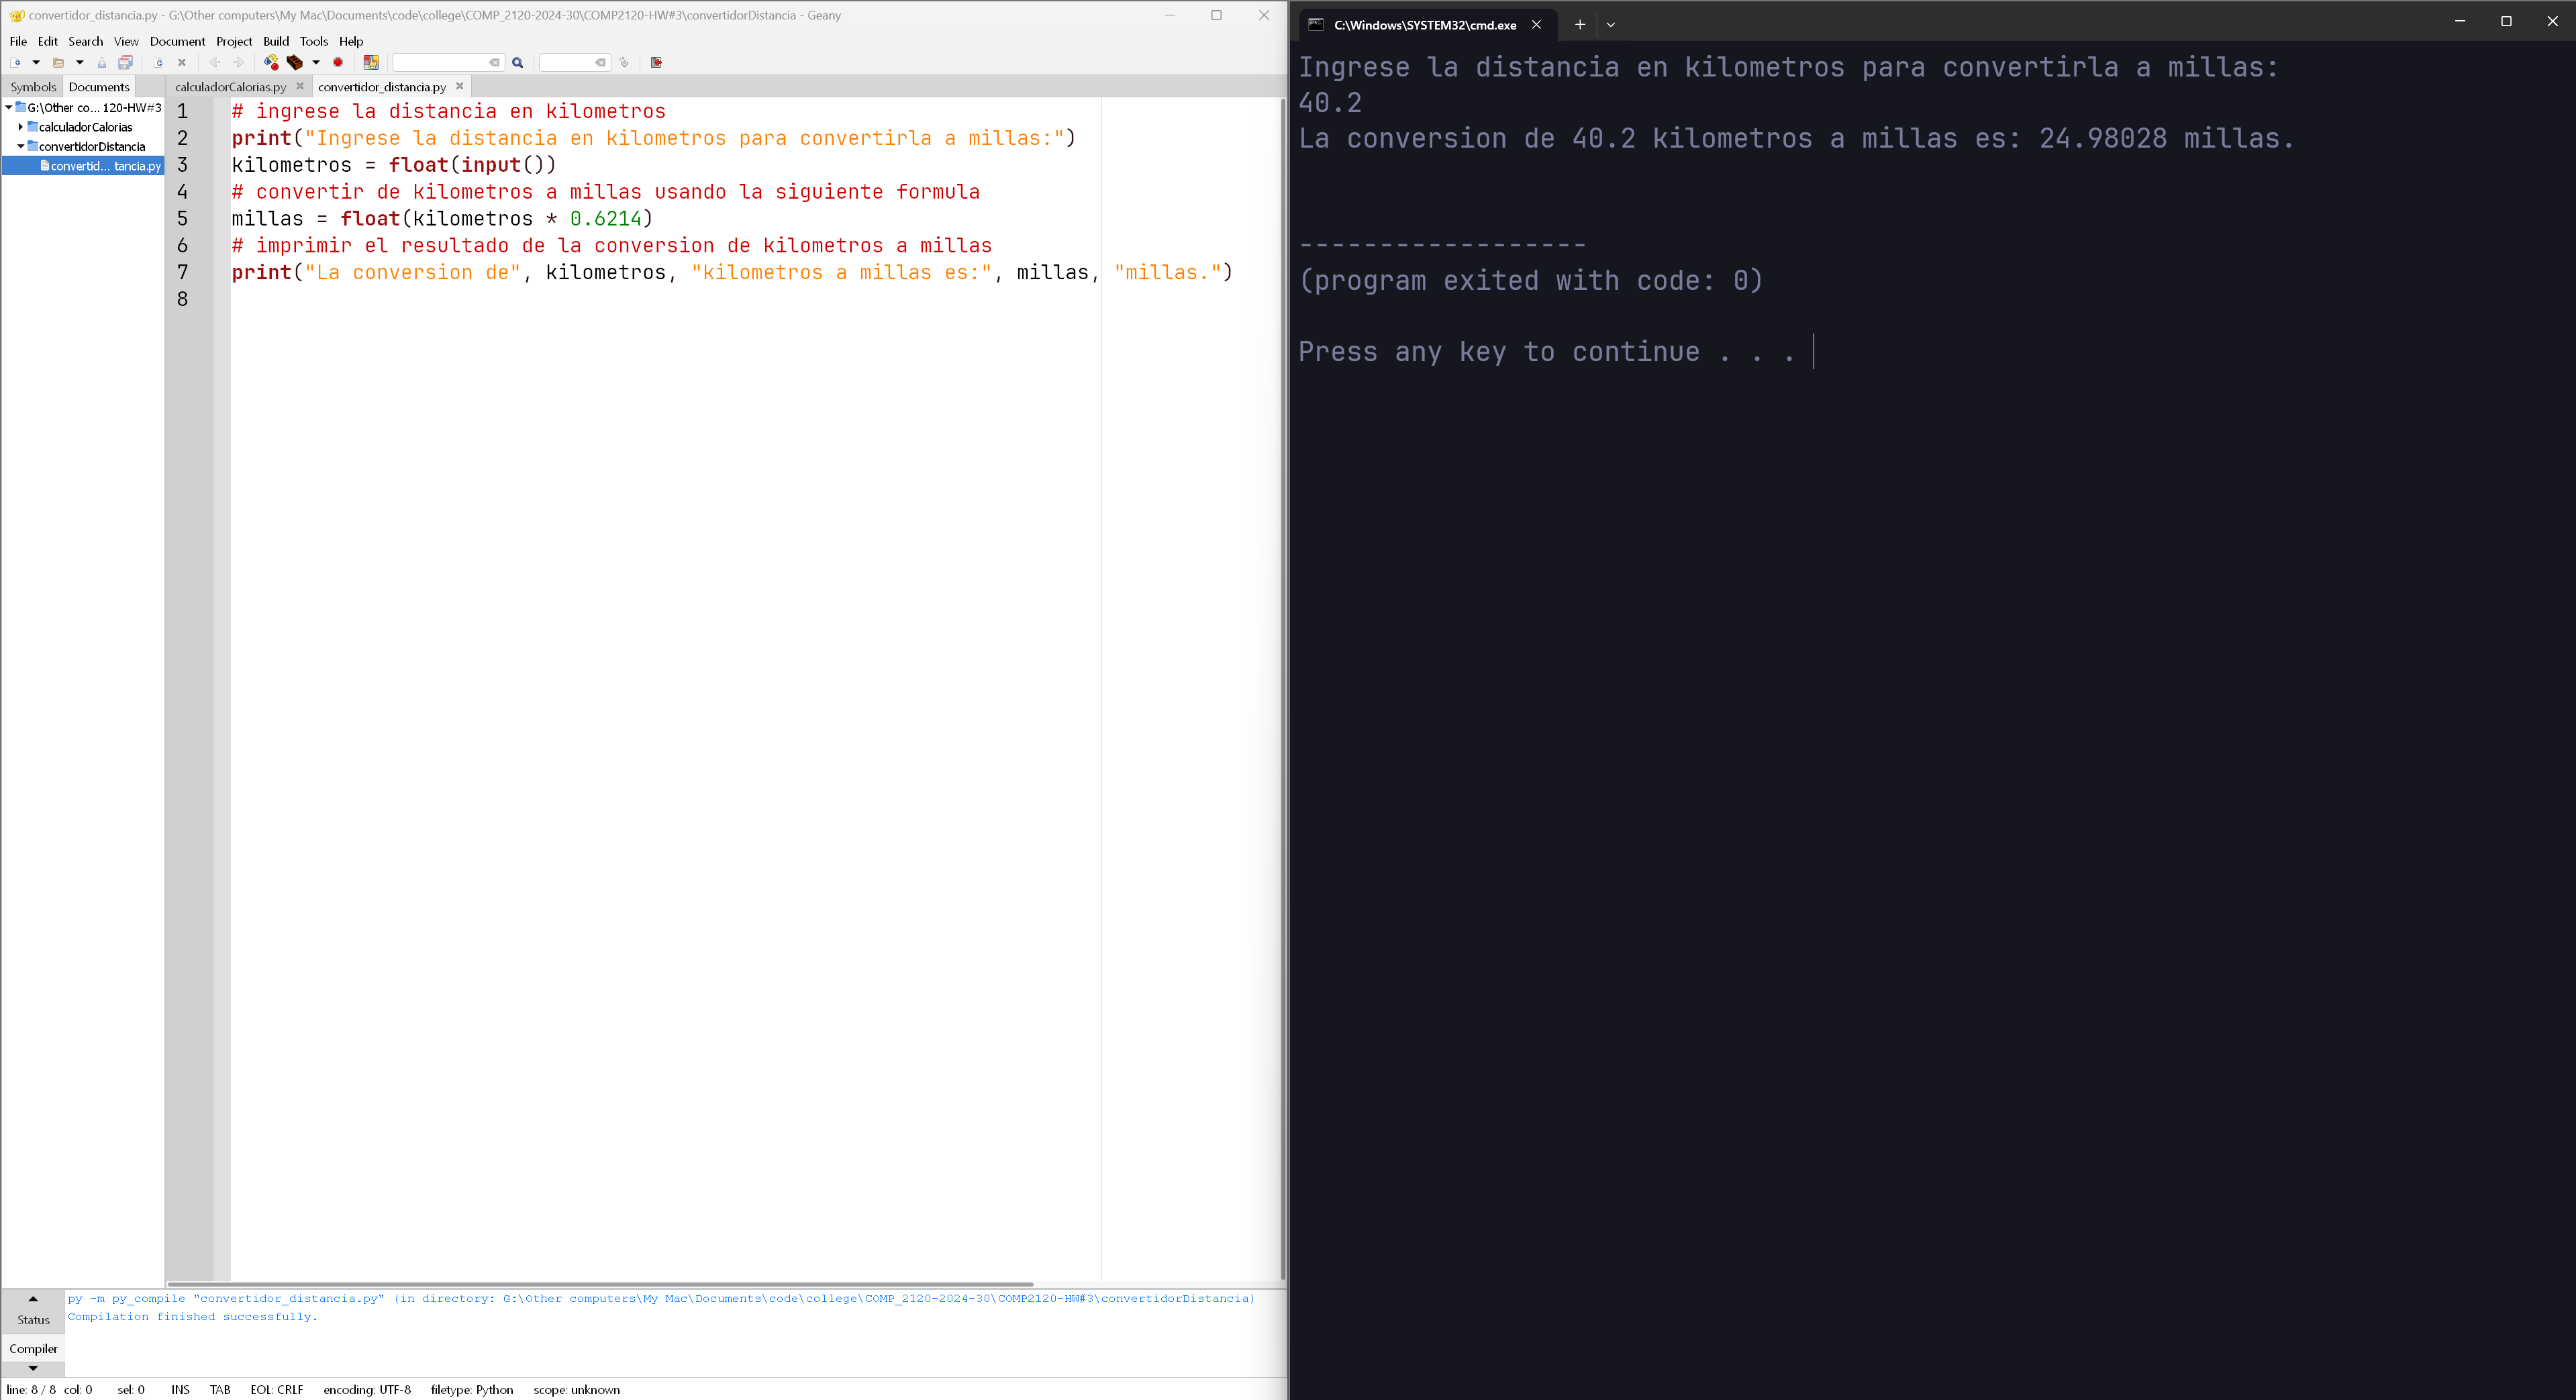 convertidor_distancia.py - G:\Other computers\My Mac\Documents\code\college\COMP_2120-2024-30\COMP2120-HW#3\convertidorDistancia - Geany
File Edit Search View Document Project Build Tools Help
Symbols Documents calculadorCalorias.py convertidor_distancia.py
G:\Other co... 120-HW#3
calculadorCalorias
convertidorDistancia
convertid... tancia.py
1 # ingrese la distancia en kilometros
2 print("Ingrese la distancia en kilometros para convertirla a millas:")
3 kilometros = float(input())
4 # convertir de kilometros a millas usando la siguiente formula
5 millas = float(kilometros * 0.6214)
6 # imprimir el resultado de la conversion de kilometros a millas
7 print("La conversion de", kilometros, "kilometros a millas es:", millas, "millas.")
8
Status
Compiler
py -m py_compile "convertidor_distancia.py" (in directory: G:\Other computers\My Mac\Documents\code\college\COMP_2120-2024-30\COMP2120-HW#3\convertidorDistancia)
Compilation finished successfully.
line: 8 / 8 col: 0 sel: 0 INS TAB EOL: CRLF encoding: UTF-8 filetype: Python scope: unknown
C:\Windows\SYSTEM32\cmd.exe
Ingrese la distancia en kilometros para convertirla a millas:
40.2
La conversion de 40.2 kilometros a millas es: 24.98028 millas.
------------------
(program exited with code: 0)
Press any key to continue . . .